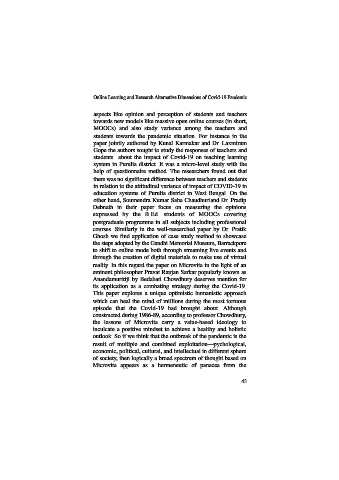 Online Learning and Research Alternative Dimensions of Covid-19 Pandemic
aspects like opinion and perception of students and teachers
towards new models like massive open online courses (in short,
MOOCs) and also study variance among the teachers and
students towards the pandemic situation. For instance in the
paper jointly authored by Kunal Karmakar and Dr Laxmiram
Gope the authors sought to study the responses of teachers and
students about the impact of Covid-19 on teaching learning
system in Purulia district. It was a micro-level study with the
help of questionnaire method. The researchers found out that
there was no significant difference between teachers and students
in relation to the attitudinal variance of impact of COVID-19 in
education systems of Purulia district in West Bengal. On the
other hand, Soumendra Kumar Saha Chaudhuri and Dr. Pradip
Debnath in their paper focus on measuring the opinions
expressed by the B.Ed. students of MOOCs covering
postgraduate programme in all subjects including professional
courses. Similarly in the well-researched paper by Dr. Pratik
Ghosh we find application of case study method to showcase
the steps adopted by the Gandhi Memorial Museum, Barrackpore
to shift in online mode both through streaming live events and
through the creation of digital materials to make use of virtual
reality. In this regard the paper on Microvita in the light of an
eminent philosopher Pravat Ranjan Sarkar popularly known as
Anandamurtiji by Bedabati Chowdhury deserves mention for
its application as a combating strategy during the Covid-19.
This paper explores a unique optimistic humanistic approach
which can heal the mind of millions during the most torturous
episode that the Covid-19 had brought about. Although
constructed during 1986-89, according to professor Chowdhury,
the lessons of Microvita carry a value-based ideology to
inculcate a positive mindset to achieve a healthy and holistic
outlook. So if we think that the outbreak of the pandemic is the
result of multiple and combined exploitation—pychological,
economic, political, cultural, and intellectual in different sphere
of society, then logically a broad spectrum of thought based on
Microvita appears as a hermeneutic of panacea from the